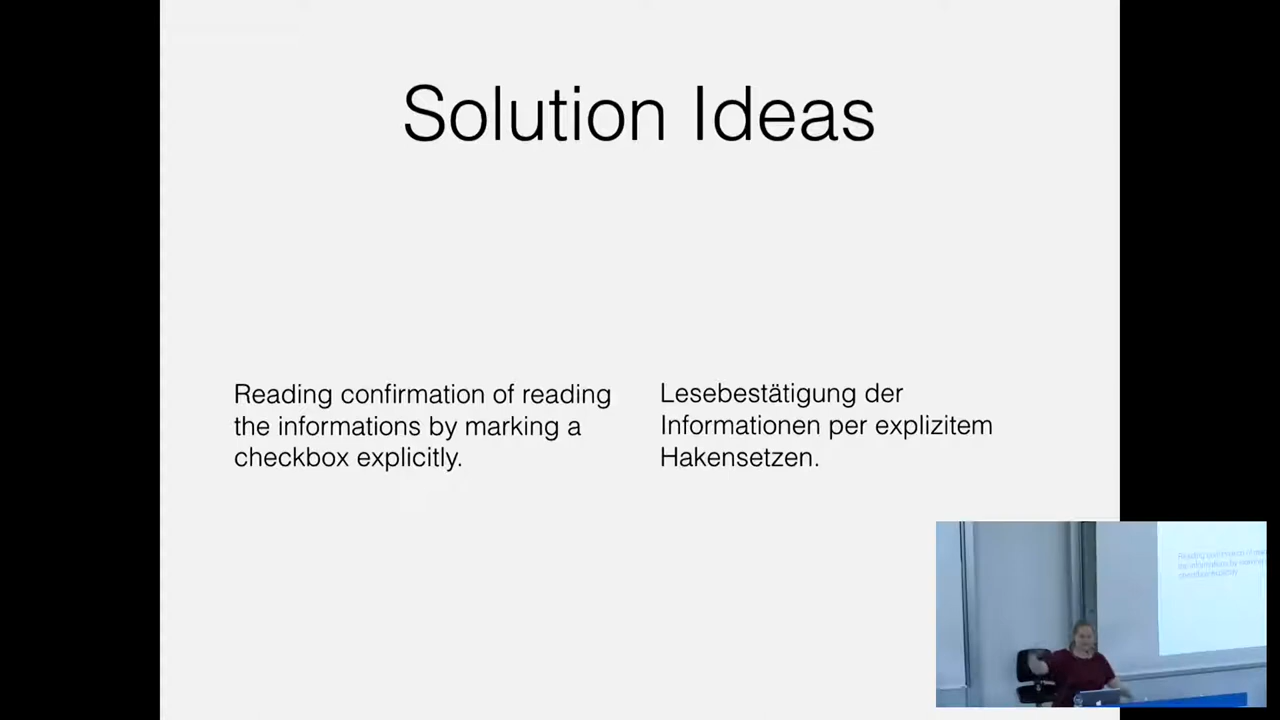 Solution Ideas
Reading confirmation of reading
the informations by marking a
checkbox explicitly.
Lesebestätigung der
Informationen per explizitem
Hakensetzen.